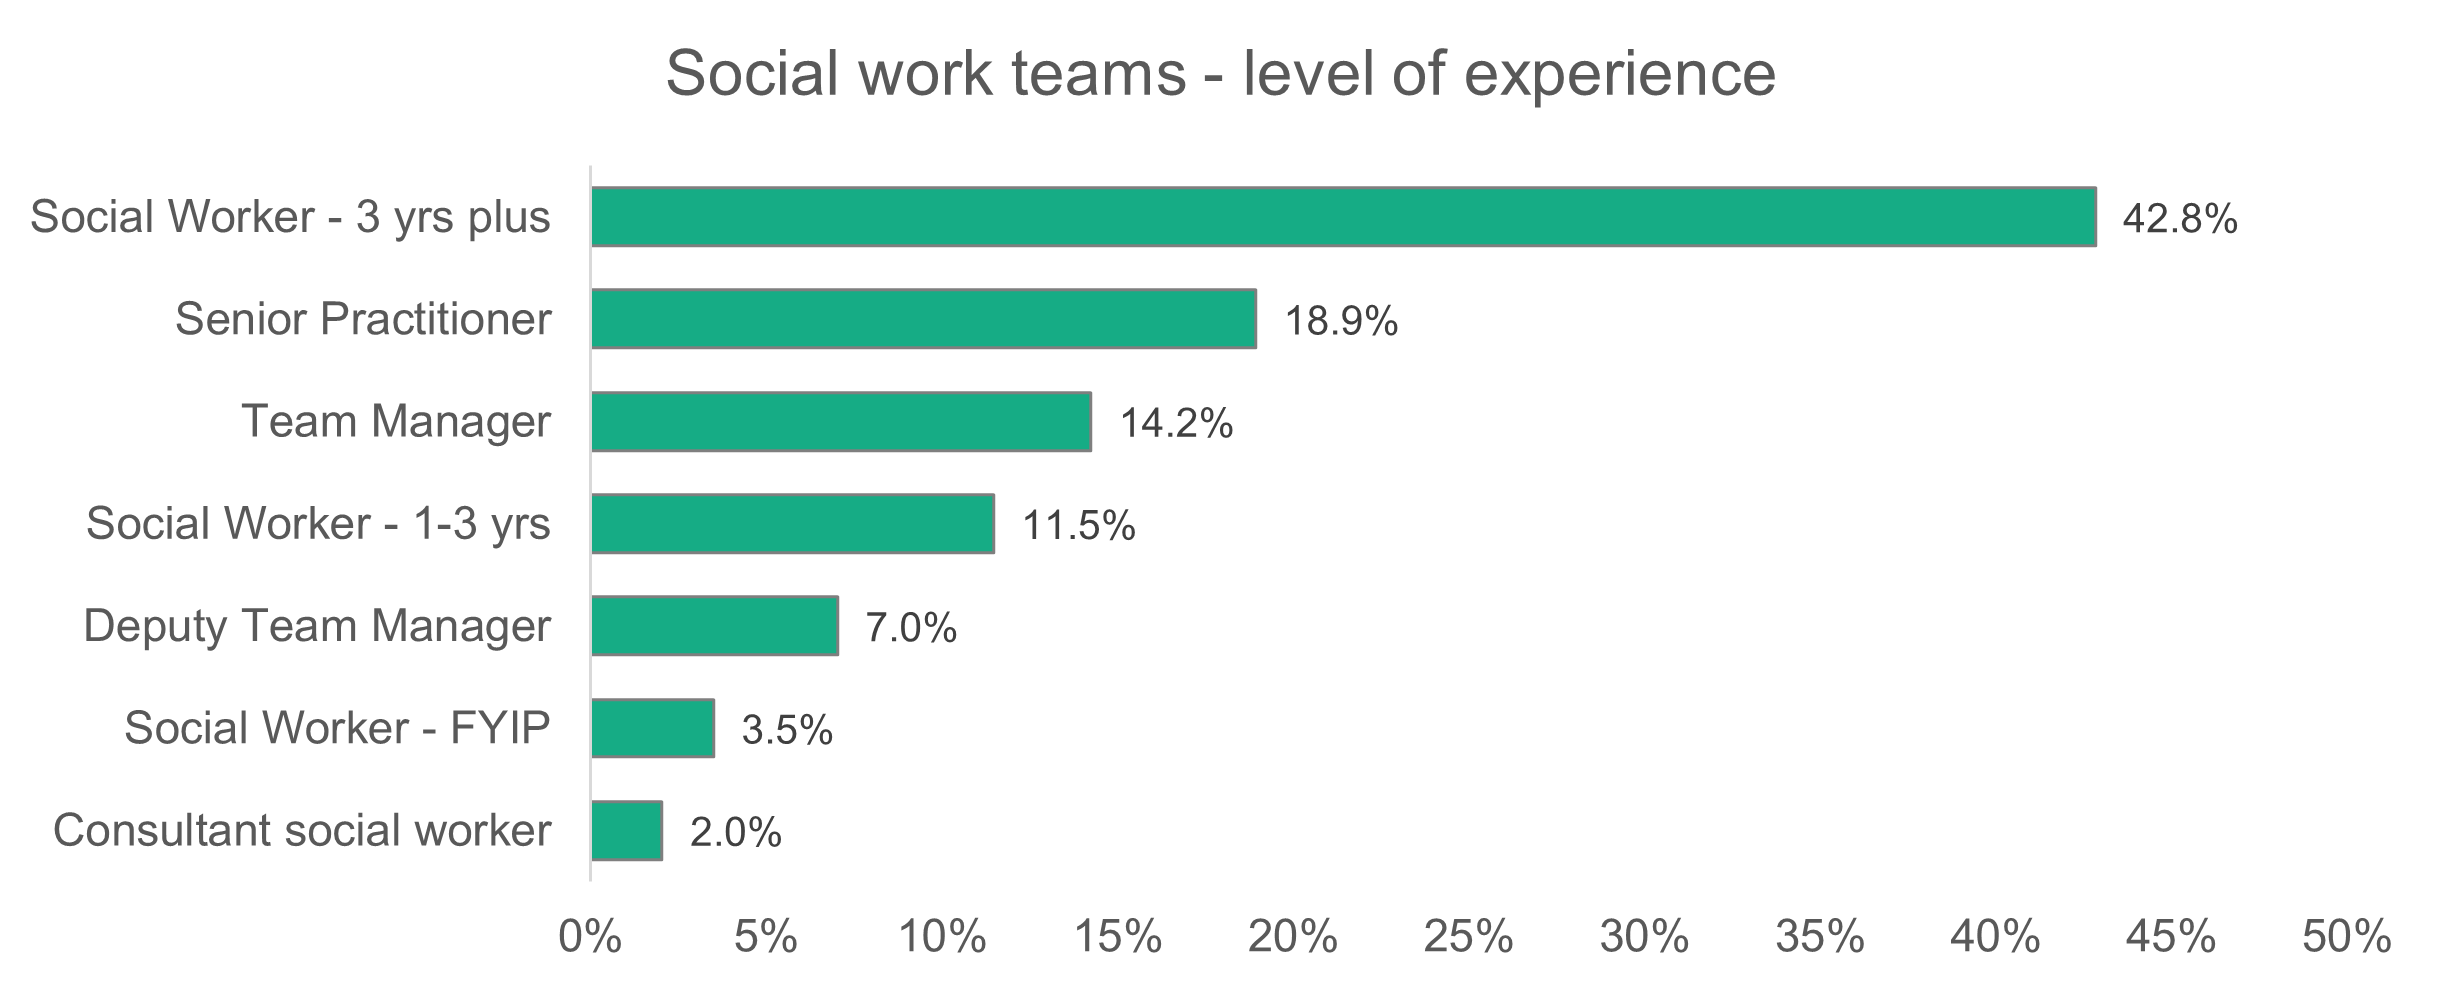 Social work teams - level of experience
Social Worker - 3 yrs plus 42.8%
Senior Practitioner 18.9%
Team Manager 14.2%
Social Worker - 1-3 yrs 11.5%
Deputy Team Manager 7.0%
Social Worker - FYIP 3.5%
Consultant social worker 2.0%
0% 5% 10% 15% 20% 25% 30% 35% 40% 45% 50%